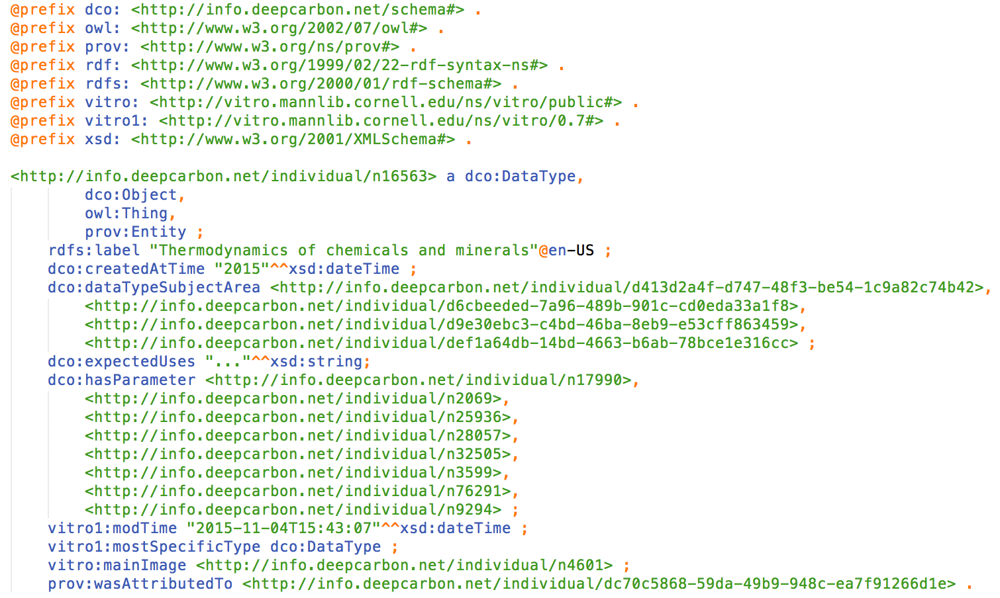 @prefix dco: <http://info.deepcarbon.net/schema#> .
@prefix owl: <http://www.w3.org/2002/07/owl#> .
@prefix prov: <http://www.w3.org/ns/prov#> .
@prefix rdf: <http://www.w3.org/1999/02/22-rdf-syntax-ns#> .
@prefix rdfs: <http://www.w3.org/2000/01/rdf-schema#> .
@prefix vitro: <http://vitro.mannlib.cornell.edu/ns/vitro/public#> .
@prefix vitro1: <http://vitro.mannlib.cornell.edu/ns/vitro/0.7#> .
@prefix xsd: <http://www.w3.org/2001/XMLSchema#> .

<http://info.deepcarbon.net/individual/n16563> a dco:DataType,
        dco:Object,
        owl:Thing,
        prov:Entity ;
    rdfs:label "Thermodynamics of chemicals and minerals"@en-US ;
    dco:createdAtTime "2015"^^xsd:dateTime ;
    dco:dataTypeSubjectArea <http://info.deepcarbon.net/individual/d413d2a4f-d747-48f3-be54-1c9a82c74b42>,
        <http://info.deepcarbon.net/individual/d6cbeeded-7a96-489b-901c-cd0eda33a1f8>,
        <http://info.deepcarbon.net/individual/d9e30ebc3-c4bd-46ba-8eb9-e53cff863459>,
        <http://info.deepcarbon.net/individual/def1a64db-14bd-4663-b6ab-78bce1e316cc> ;
    dco:expectedUses "..."^^xsd:string;
    dco:hasParameter <http://info.deepcarbon.net/individual/n17990>,
        <http://info.deepcarbon.net/individual/n2069>,
        <http://info.deepcarbon.net/individual/n25936>,
        <http://info.deepcarbon.net/individual/n28057>,
        <http://info.deepcarbon.net/individual/n32505>,
        <http://info.deepcarbon.net/individual/n3599>,
        <http://info.deepcarbon.net/individual/n76291>,
        <http://info.deepcarbon.net/individual/n9294> ;
    vitro1:modTime "2015-11-04T15:43:07"^^xsd:dateTime ;
    vitro1:mostSpecificType dco:DataType ;
    vitro:mainImage <http://info.deepcarbon.net/individual/n4601> ;
    prov:wasAttributedTo <http://info.deepcarbon.net/individual/dc70c5868-59da-49b9-948c-ea7f91266d1e> .